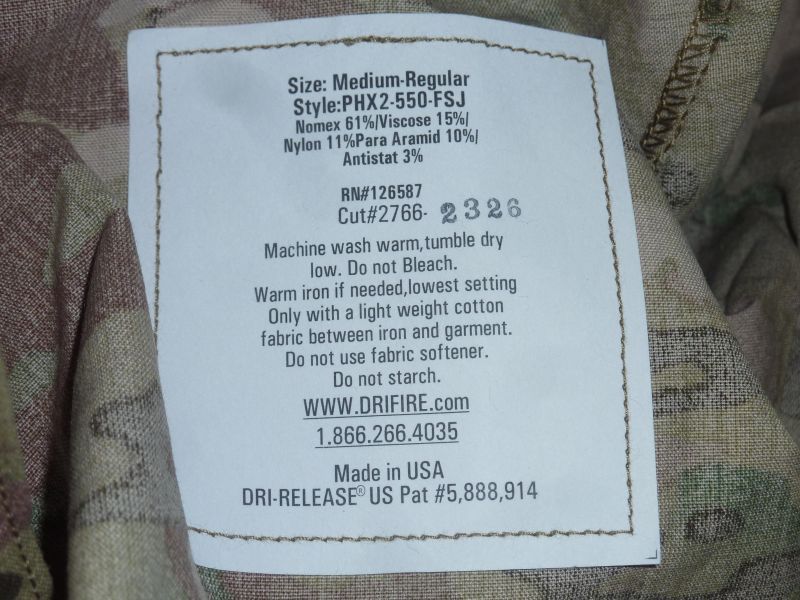 Size: Medium-Regular
Style:PHX2-550-FSJ
Nomex 61%/Viscose 15%/
Nylon 11%Para Aramid 10%/
Antistat 3%
RN#126587
Cut#2766- 2326
Machine wash warm,tumble dry
low. Do not Bleach.
Warm iron if needed,lowest setting
Only with a light weight cotton
fabric between iron and garment.
Do not use fabric softener.
Do not starch.
WWW.DRIFIRE.com
1.866.266.4035
Made in USA
DRI-RELEASE® US Pat #5,888,914